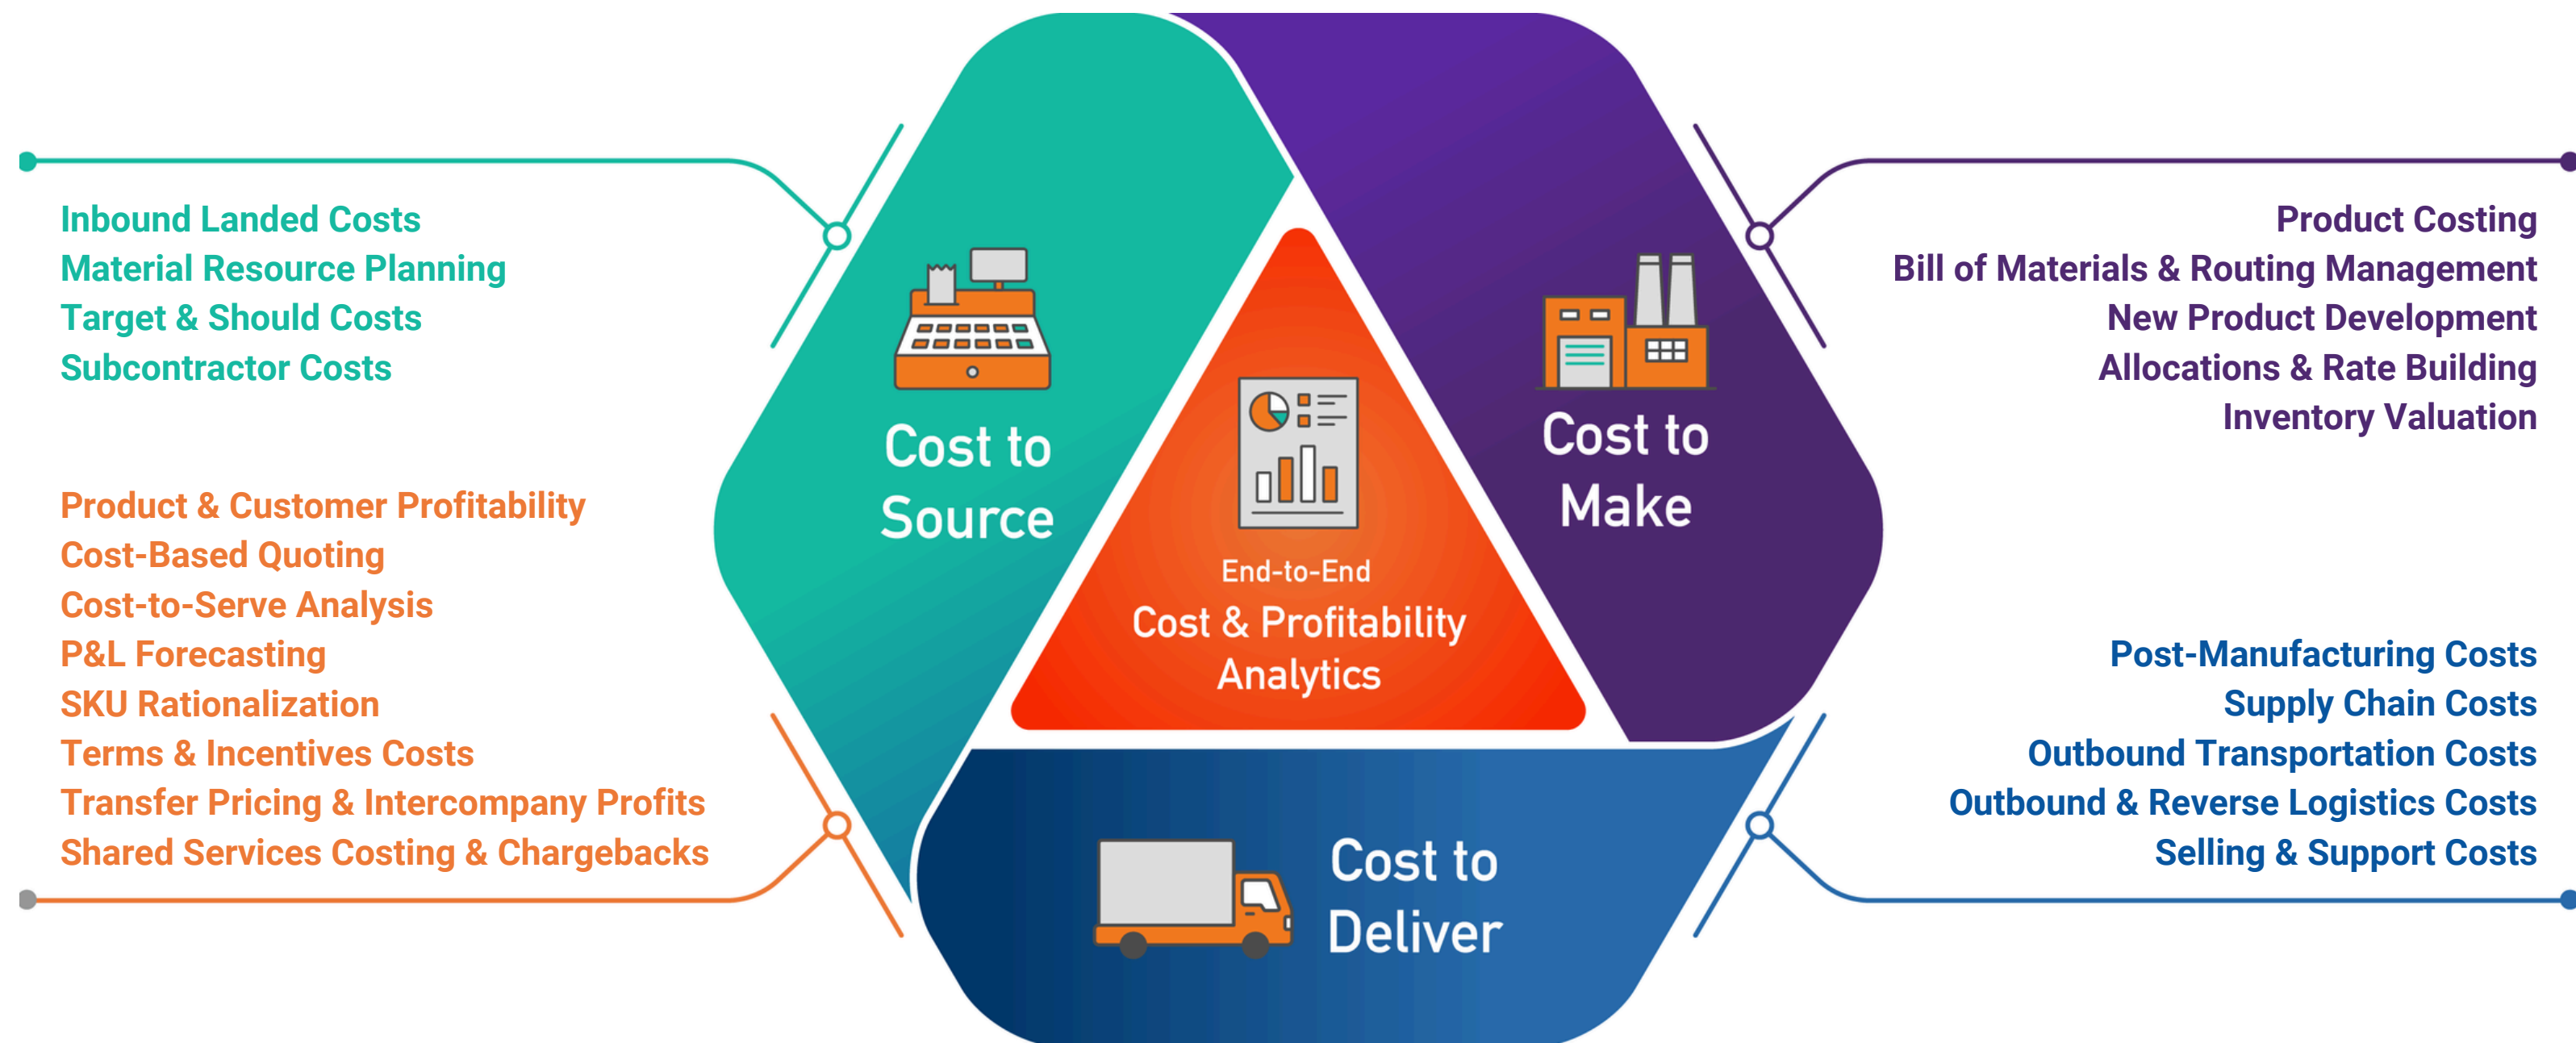 Inbound Landed Costs
Material Resource Planning
Target & Should Costs
Subcontractor Costs
Product & Customer Profitability
Cost-Based Quoting
Cost-to-Serve Analysis
P&L Forecasting
SKU Rationalization
Terms & Incentives Costs
Transfer Pricing & Intercompany Profits
Shared Services Costing & Chargebacks
Cost to
Source
End-to-End
Cost & Profitability
Analytics
Cost to
Make
Cost to
Deliver
Product Costing
Bill of Materials & Routing Management
New Product Development
Allocations & Rate Building
Inventory Valuation
Post-Manufacturing Costs
Supply Chain Costs
Outbound Transportation Costs
Outbound & Reverse Logistics Costs
Selling & Support Costs